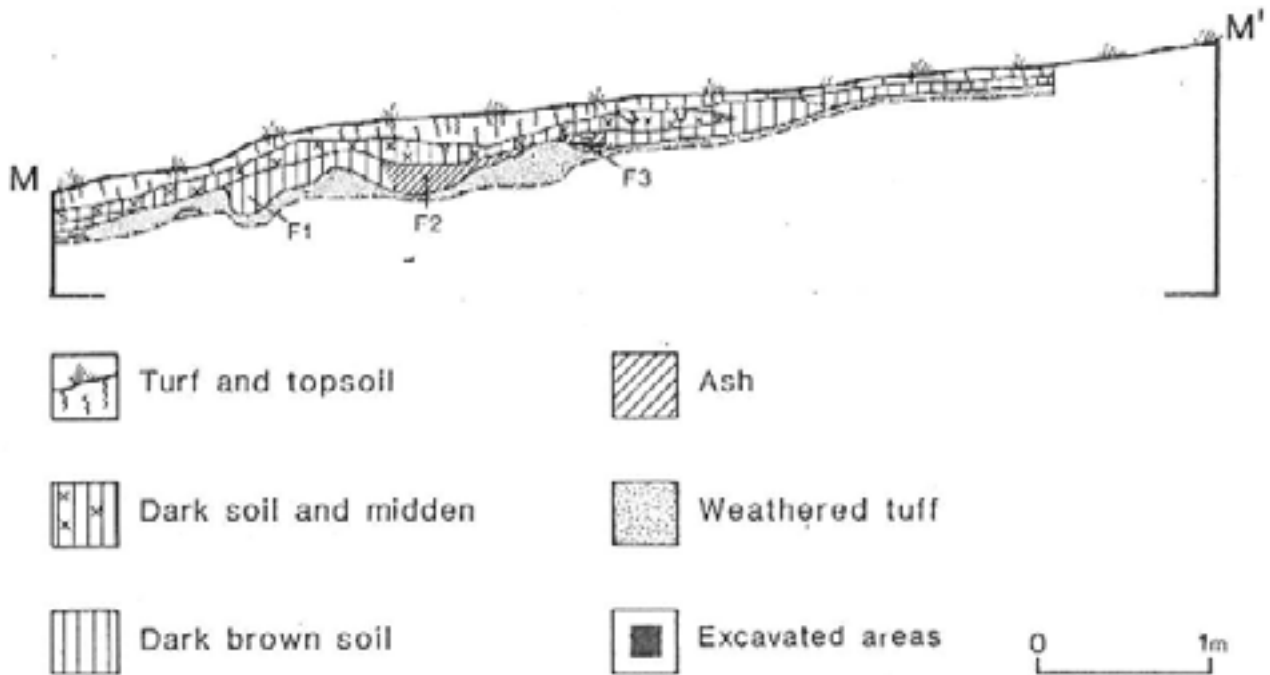 M'
M
F3
F1
F2
Turf and topsoil
Ash
Dark soil and midden
Weathered tuff
Dark brown soil
Excavated areas
0 1m